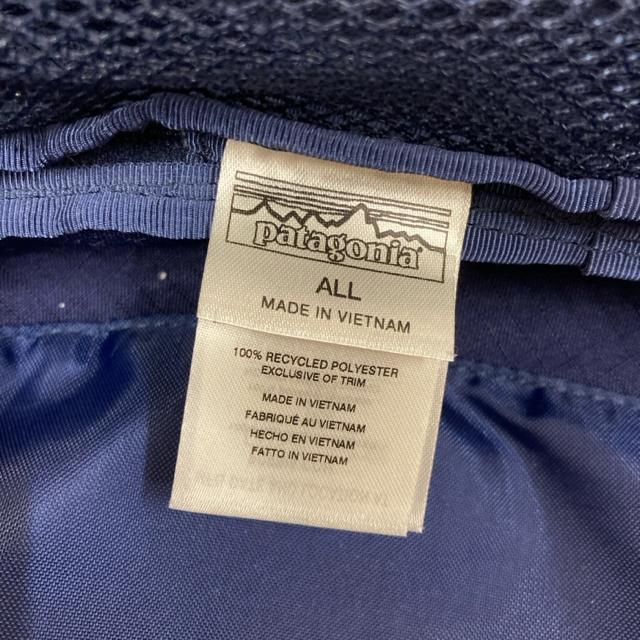 patagonia
ALL
MADE IN VIETNAM
100% RECYCLED POLYESTER
EXCLUSIVE OF TRIM
MADE IN VIETNAM
FABRIQUÉ AU VIETNAM
HECHO EN VIETNAM
FATTO IN VIETNAM